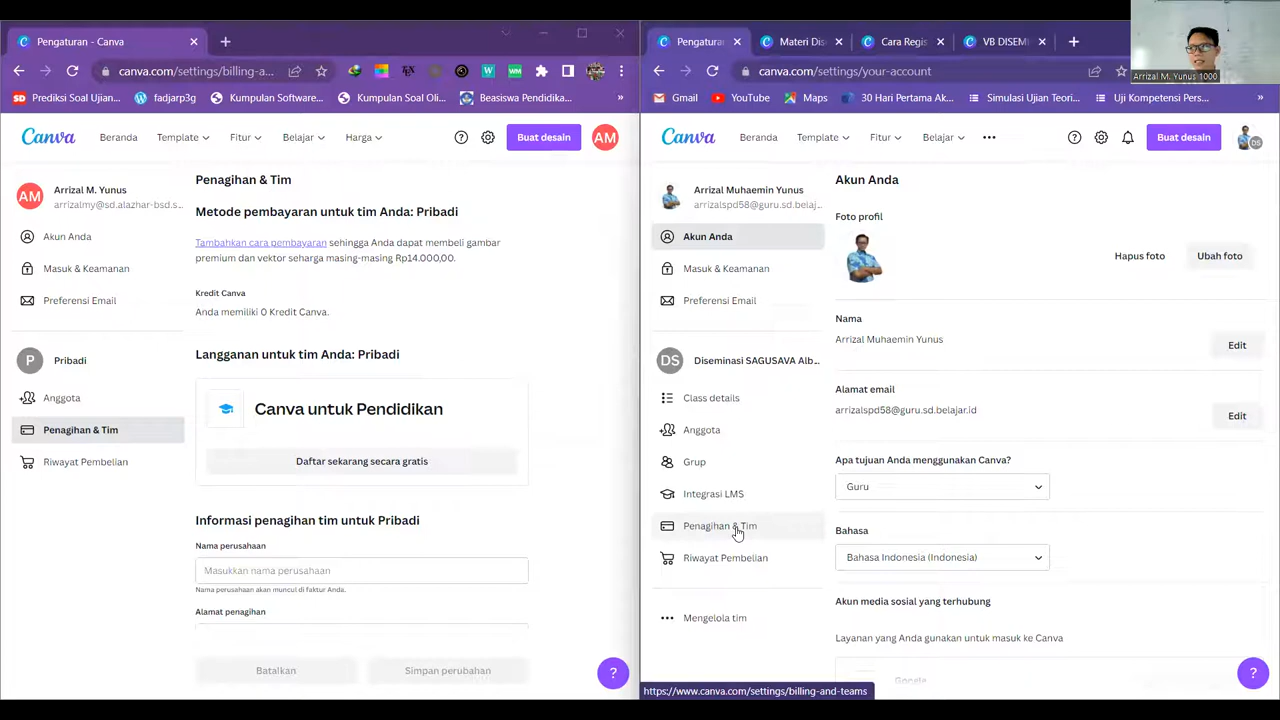 Pengaturan - Canva
canva.com/settings/billing-a...
SD Prediksi Soal Ujian...
fadjarp3g
Kumpulan Software...
Kumpulan Soal Oli...
Beasiswa Pendidika...
»
Canva
Beranda
Template
Fitur
Belajar
Harga
Buat desain
AM
AM
Arrizal M. Yunus
arrizalmy@sd.alazhar-bsd.s...
Akun Anda
Masuk & Keamanan
Preferensi Email
P
Pribadi
Anggota
Penagihan & Tim
Riwayat Pembelian
Penagihan & Tim
Metode pembayaran untuk tim Anda: Pribadi
Tambahkan cara pembayaran sehingga Anda dapat membeli gambar
premium dan vektor seharga masing-masing Rp14.000,00.
Kredit Canva
Anda memiliki 0 Kredit Canva.
Langganan untuk tim Anda: Pribadi
Canva untuk Pendidikan
Daftar sekarang secara gratis
Informasi penagihan tim untuk Pribadi
Nama perusahaan
Masukkan nama perusahaan
Nama perusahaan akan muncul di faktur Anda.
Alamat penagihan
Batalkan
Simpan perubahan
?
Pengatura
Materi Dis
Cara Regis
VB DISEMI
Arrizal M. Yunus 1000
canva.com/settings/your-account
Gmail
YouTube
Maps
30 Hari Pertama Ak...
Simulasi Ujian Teori...
Uji Kompetensi Pers...
»
Canva
Beranda
Template
Fitur
Belajar
Buat desain
DS
Arrizal Muhaemin Yunus
arrizalspd58@guru.sd.belaj...
Akun Anda
Masuk & Keamanan
Preferensi Email
DS
Diseminasi SAGUSAVA Alb...
Class details
Anggota
Grup
Integrasi LMS
Penagihan & Tim
Riwayat Pembelian
Mengelola tim
https://www.canva.com/settings/billing-and-teams
Akun Anda
Foto profil
Hapus foto
Ubah foto
Nama
Arrizal Muhaemin Yunus
Edit
Alamat email
arrizalspd58@guru.sd.belajar.id
Edit
Apa tujuan Anda menggunakan Canva?
Guru
Bahasa
Bahasa Indonesia (Indonesia)
Akun media sosial yang terhubung
Layanan yang Anda gunakan untuk masuk ke Canva
Google
?